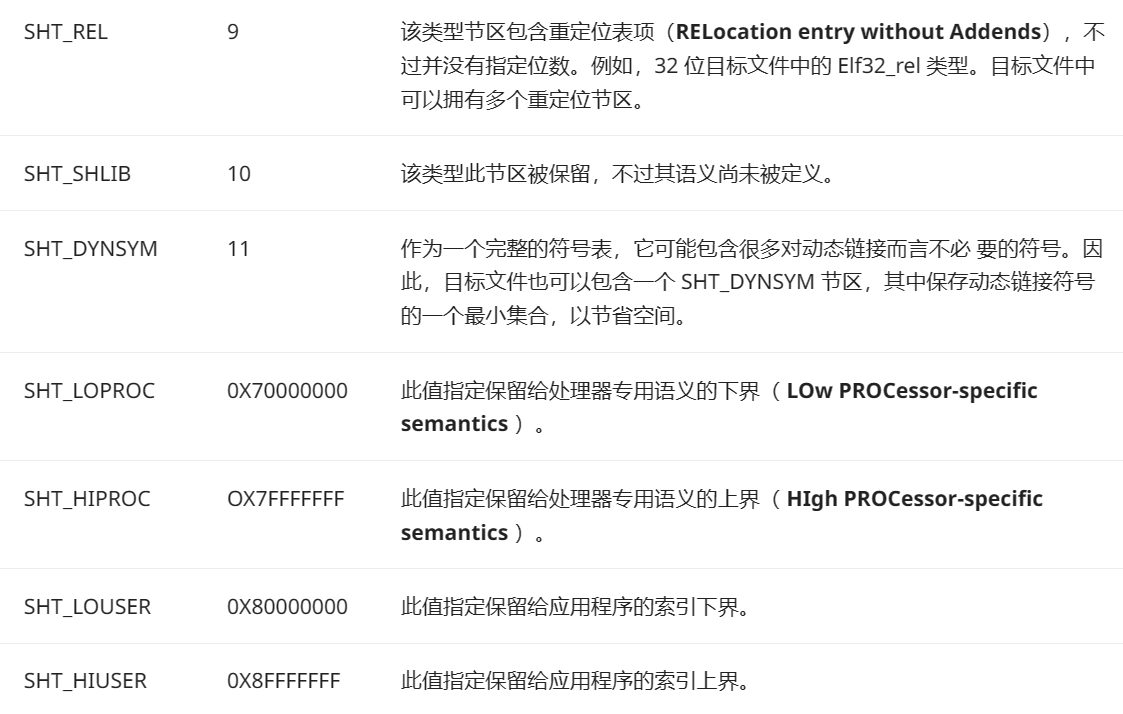 SHT_REL 9 该类型节区包含重定位表项（RELocation entry without Addends），不
过并没有指定位数。例如，32 位目标文件中的 Elf32_rel 类型。目标文件中
可以拥有多个重定位节区。
SHT_SHLIB 10 该类型此节区被保留，不过其语义尚未被定义。
SHT_DYNSYM 11 作为一个完整的符号表，它可能包含很多对动态链接而言不必 要的符号。因
此，目标文件也可以包含一个 SHT_DYNSYM 节区，其中保存动态链接符号
的一个最小集合，以节省空间。
SHT_LOPROC 0X70000000 此值指定保留给处理器专用语义的下界（ LOw PROCessor-specific
semantics ）。
SHT_HIPROC OX7FFFFFFF 此值指定保留给处理器专用语义的上界（ HIgh PROCessor-specific
semantics ）。
SHT_LOUSER 0X80000000 此值指定保留给应用程序的索引下界。
SHT_HIUSER 0X8FFFFFFF 此值指定保留给应用程序的索引上界。